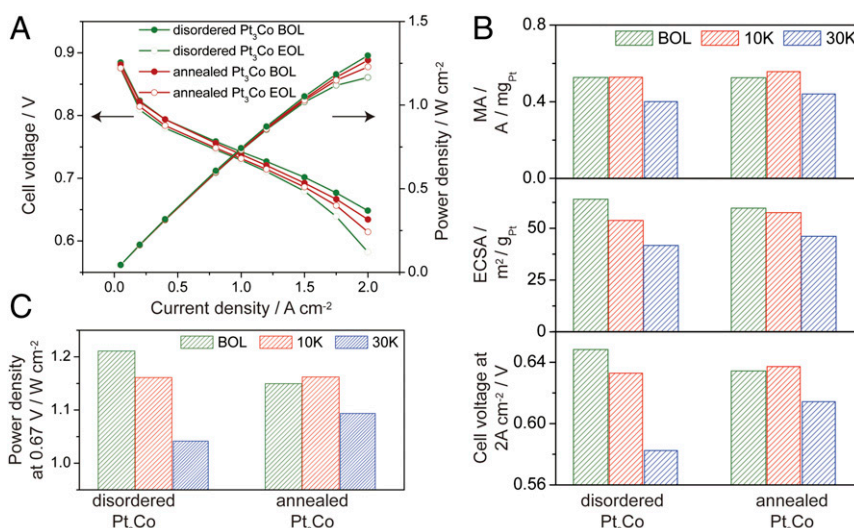 A
disordered Pt3Co BOL
disordered Pt3Co EOL
annealed Pt3Co BOL
annealed Pt3Co EOL
Cell voltage / V
0.9
0.8
0.7
0.6
Power density / W cm-2
1.5
1.0
0.5
0.0
0.0 0.5 1.0 1.5 2.0
Current density / A cm-2
B
BOL 10K 30K
MA /
A / mgPt
0.8
0.4
0.0
ECSA /
m2 / gPt
50
25
0
Cell voltage at
2A cm-2 / V
0.64
0.60
0.56
disordered annealed
Pt3Co Pt3Co
C
BOL 10K 30K
Power density
at 0.67 V / W cm-2
1.2
1.1
1.0
disordered annealed
Pt3Co Pt3Co